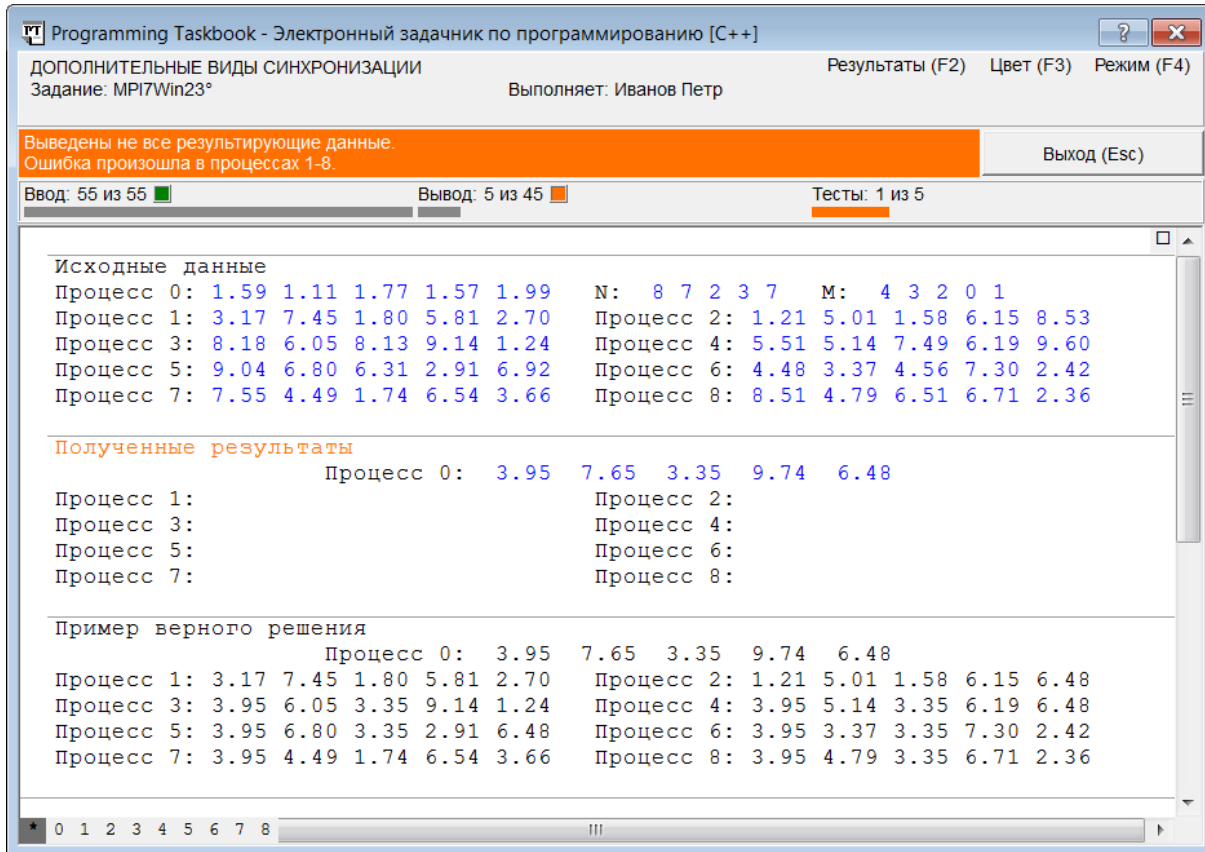 Programming Taskbook - Электронный задачник по программированию [C++]
ДОПОЛНИТЕЛЬНЫЕ ВИДЫ СИНХРОНИЗАЦИИ Результаты (F2) Цвет (F3) Режим (F4)
Задание: MPI7Win23° Выполняет: Иванов Петр
Выведены не все результирующие данные.
Ошибка произошла в процессах 1-8.
Выход (Esc)
Ввод: 55 из 55 Вывод: 5 из 45 Тесты: 1 из 5
Исходные данные
Процесс 0: 1.59 1.11 1.77 1.57 1.99 N: 8 7 2 3 7 M: 4 3 2 0 1
Процесс 1: 3.17 7.45 1.80 5.81 2.70 Процесс 2: 1.21 5.01 1.58 6.15 8.53
Процесс 3: 8.18 6.05 8.13 9.14 1.24 Процесс 4: 5.51 5.14 7.49 6.19 9.60
Процесс 5: 9.04 6.80 6.31 2.91 6.92 Процесс 6: 4.48 3.37 4.56 7.30 2.42
Процесс 7: 7.55 4.49 1.74 6.54 3.66 Процесс 8: 8.51 4.79 6.51 6.71 2.36
Полученные результаты
Процесс 0: 3.95 7.65 3.35 9.74 6.48
Процесс 1: Процесс 2:
Процесс 3: Процесс 4:
Процесс 5: Процесс 6:
Процесс 7: Процесс 8:
Пример верного решения
Процесс 0: 3.95 7.65 3.35 9.74 6.48
Процесс 1: 3.17 7.45 1.80 5.81 2.70 Процесс 2: 1.21 5.01 1.58 6.15 6.48
Процесс 3: 3.95 6.05 3.35 9.14 1.24 Процесс 4: 3.95 5.14 3.35 6.19 6.48
Процесс 5: 3.95 6.80 3.35 2.91 6.48 Процесс 6: 3.95 3.37 3.35 7.30 2.42
Процесс 7: 3.95 4.49 1.74 6.54 3.66 Процесс 8: 3.95 4.79 3.35 6.71 2.36
* 0 1 2 3 4 5 6 7 8